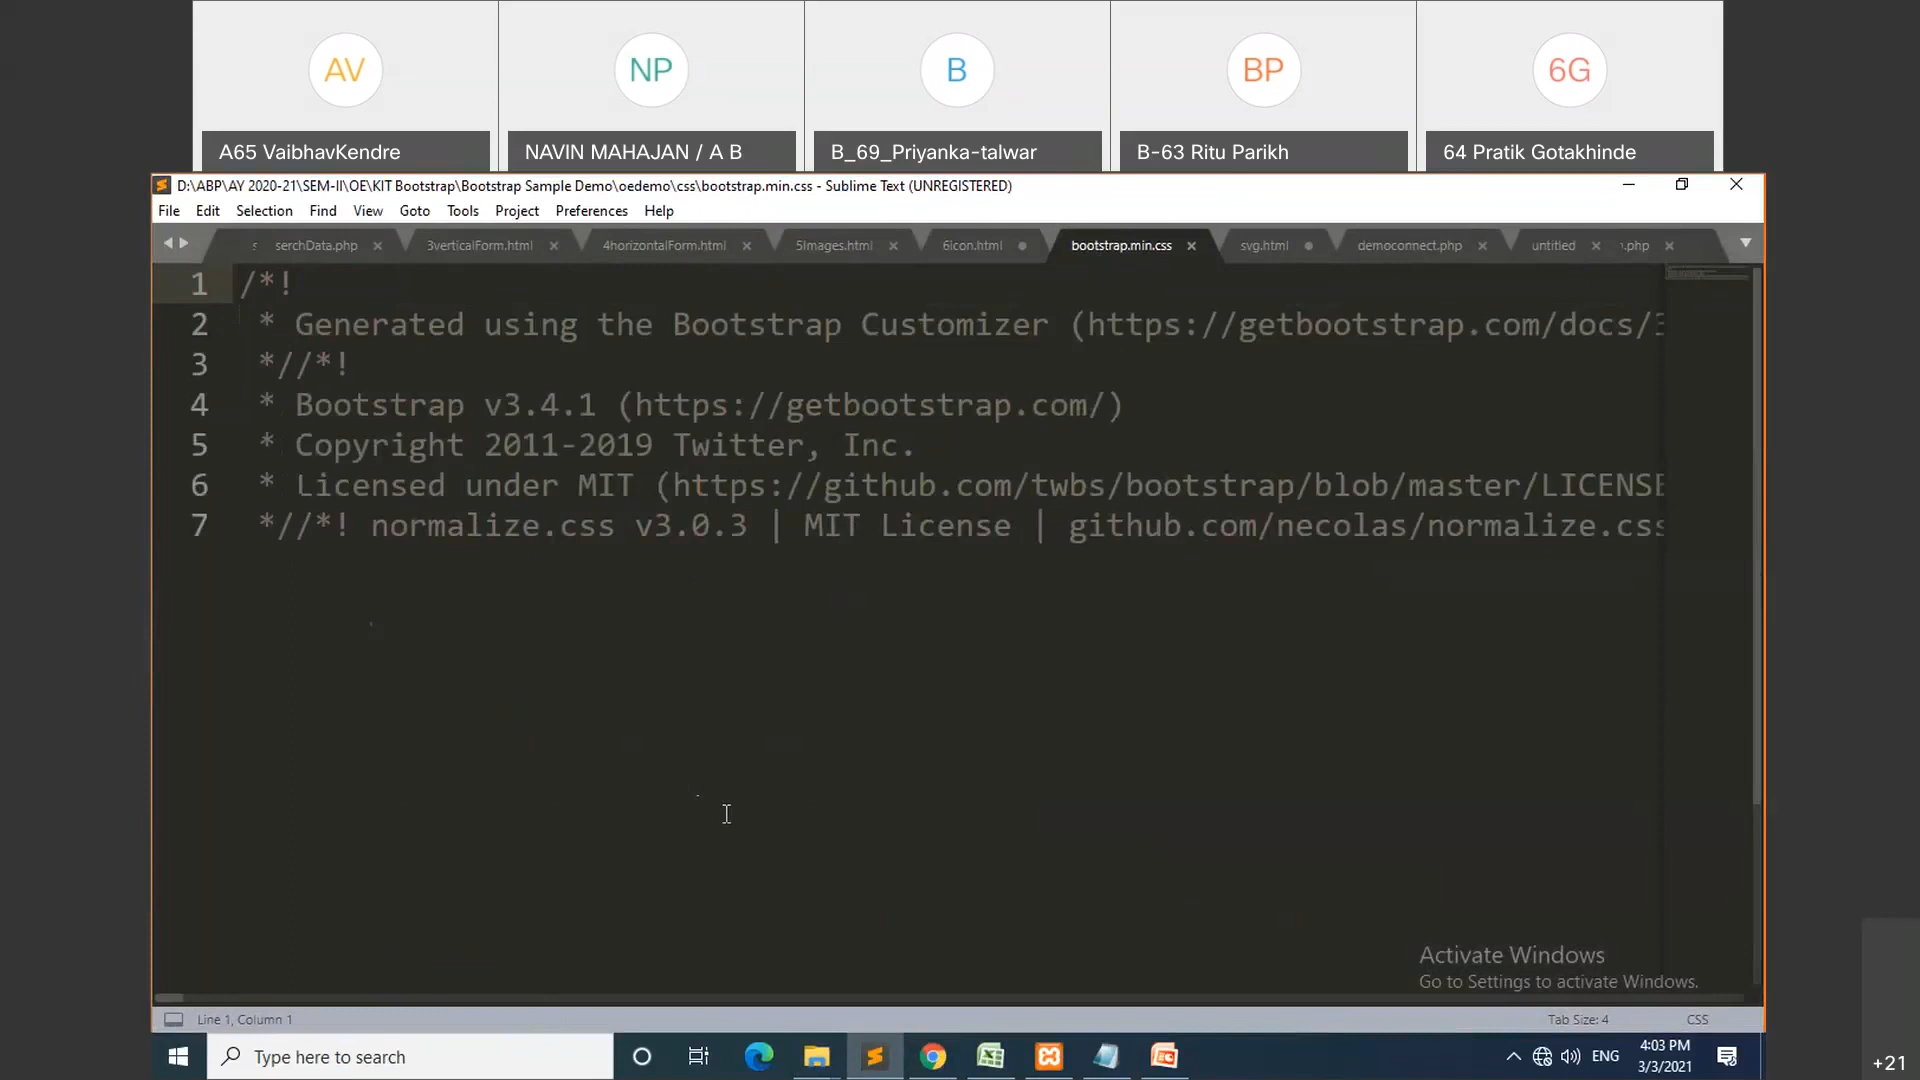 AV
NP
B
BP
6G
A65 VaibhavKendre
NAVIN MAHAJAN / A B
B_69_Priyanka-talwar
B-63 Ritu Parikh
64 Pratik Gotakhinde
D:\ABP\AY 2020-21\SEM-II\OE\KIT Bootstrap\Bootstrap Sample Demo\oedemo\css\bootstrap.min.css - Sublime Text (UNREGISTERED)
File Edit Selection Find View Goto Tools Project Preferences Help
serchData.php 3verticalForm.html 4horizontalForm.html 5Images.html 6icon.html bootstrap.min.css svg.html democonnect.php untitled .php
1 /*!
2 * Generated using the Bootstrap Customizer (https://getbootstrap.com/docs/3
3 *//*!
4 * Bootstrap v3.4.1 (https://getbootstrap.com/)
5 * Copyright 2011-2019 Twitter, Inc.
6 * Licensed under MIT (https://github.com/twbs/bootstrap/blob/master/LICENSE
7 *//*! normalize.css v3.0.3 | MIT License | github.com/necolas/normalize.css
Activate Windows
Go to Settings to activate Windows.
Line 1, Column 1
Tab Size: 4
CSS
Type here to search
ENG
4:03 PM
3/3/2021
+21